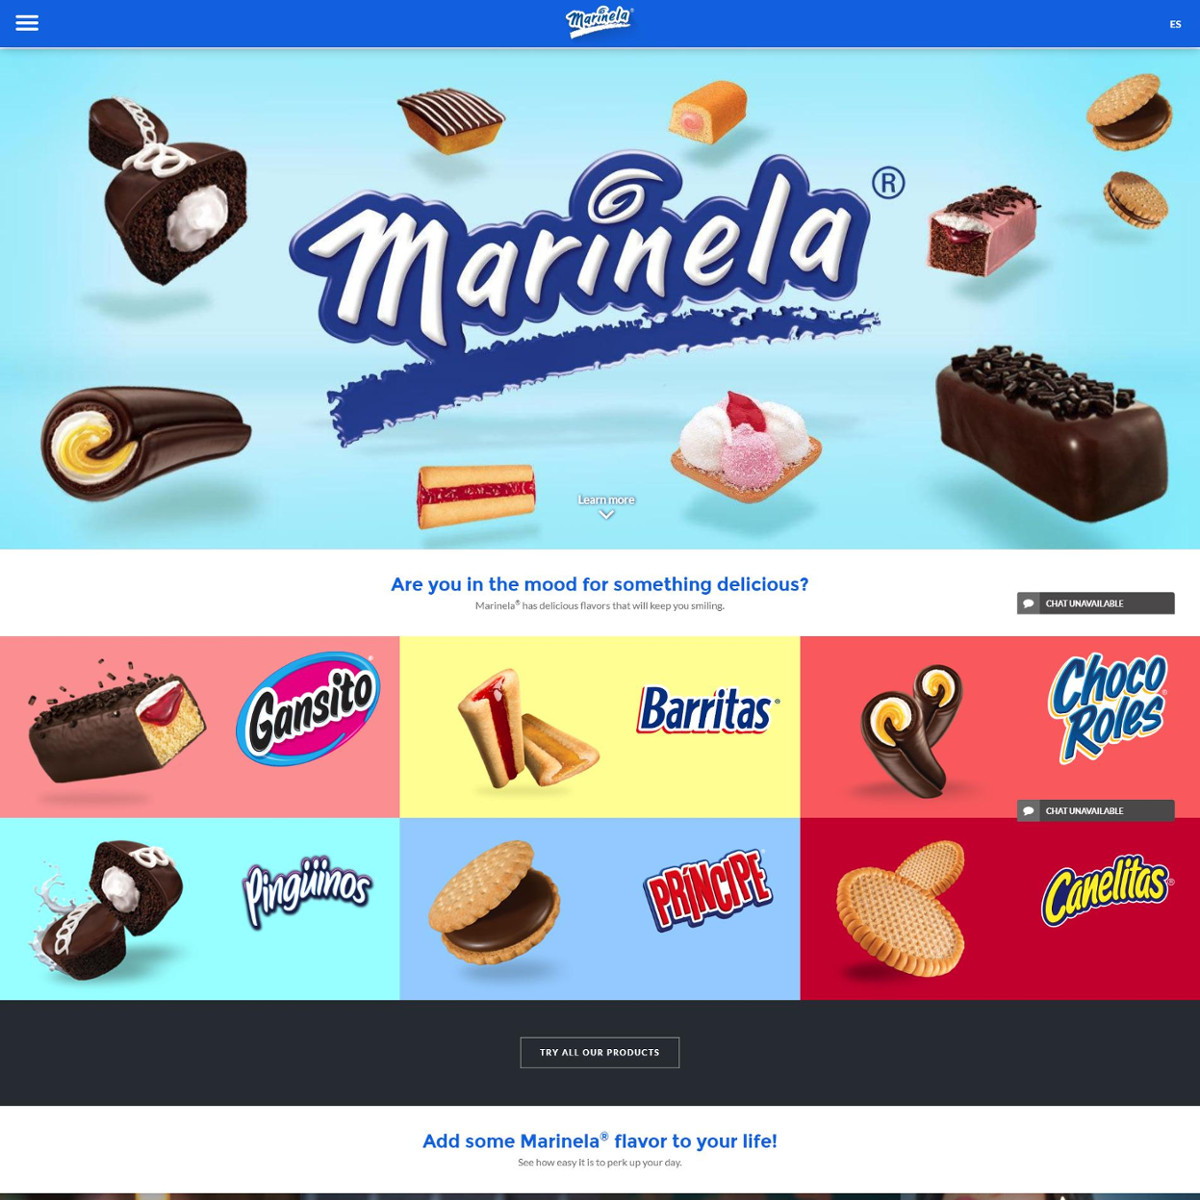 Marinela®
ES
Marinela®
Learn more
Are you in the mood for something delicious?
Marinela® has delicious flavors that will keep you smiling.
CHAT UNAVAILABLE
Gansito®
Barritas®
Choco
Roles®
CHAT UNAVAILABLE
Pingüinos
PRÍNCIPE
Canelitas®
TRY ALL OUR PRODUCTS
Add some Marinela® flavor to your life!
See how easy it is to perk up your day.